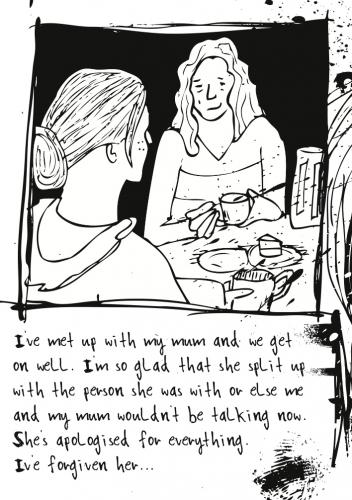 I've met up with my mum and we get
on well. I'm so glad that she split up
with the person she was with or else me
and my mum wouldn't be talking now.
She's apologised for everything.
I've forgiven her...